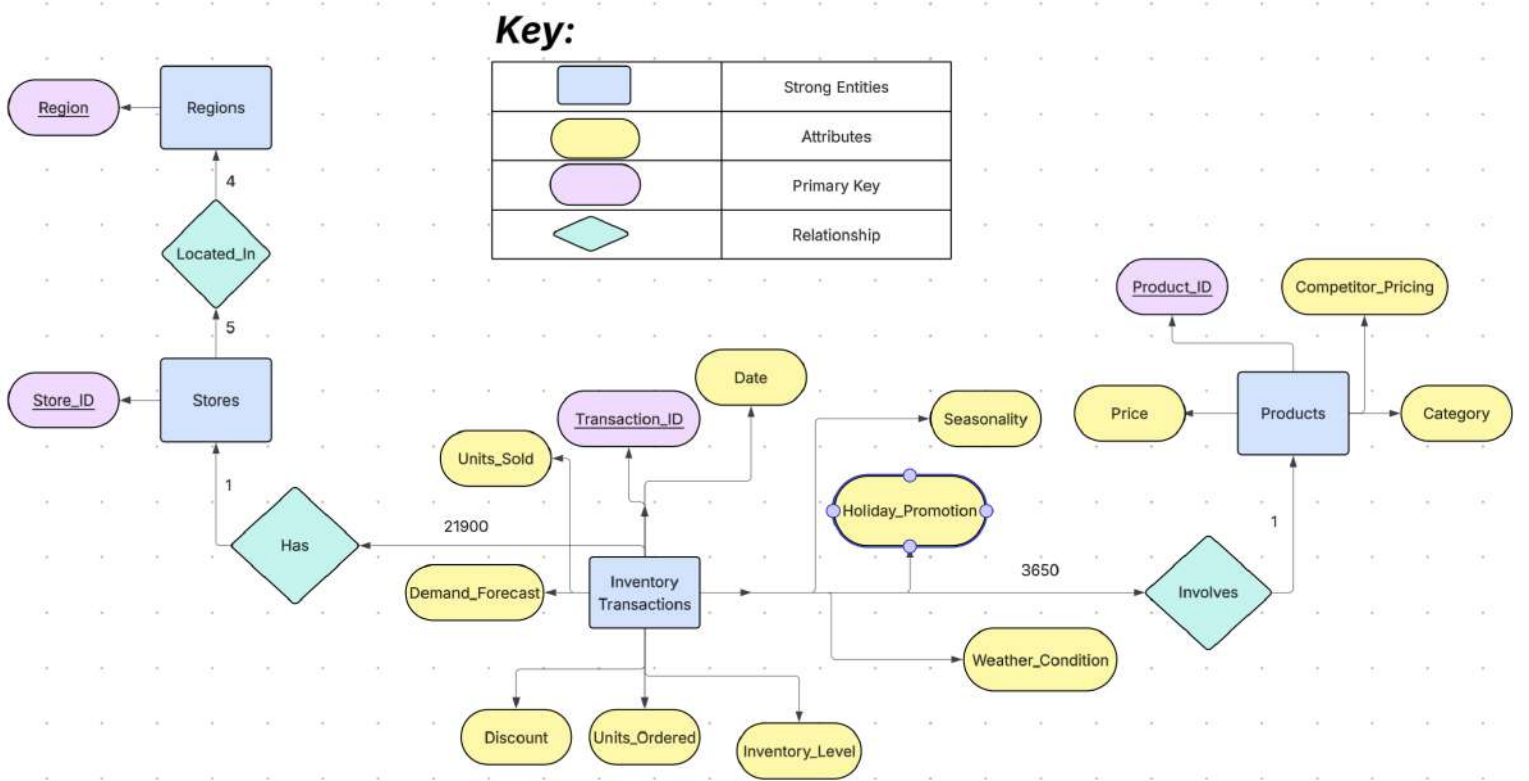 Key:
Strong Entities
Attributes
Primary Key
Relationship
Region
Regions
4
Located_In
5
Store_ID
Stores
1
Has
21900
Units_Sold
Transaction_ID
Date
Seasonality
Holiday_Promotion
Demand_Forecast
Inventory
Transactions
3650
Involves
1
Weather_Condition
Discount
Units_Ordered
Inventory_Level
Product_ID
Competitor_Pricing
Price
Products
Category